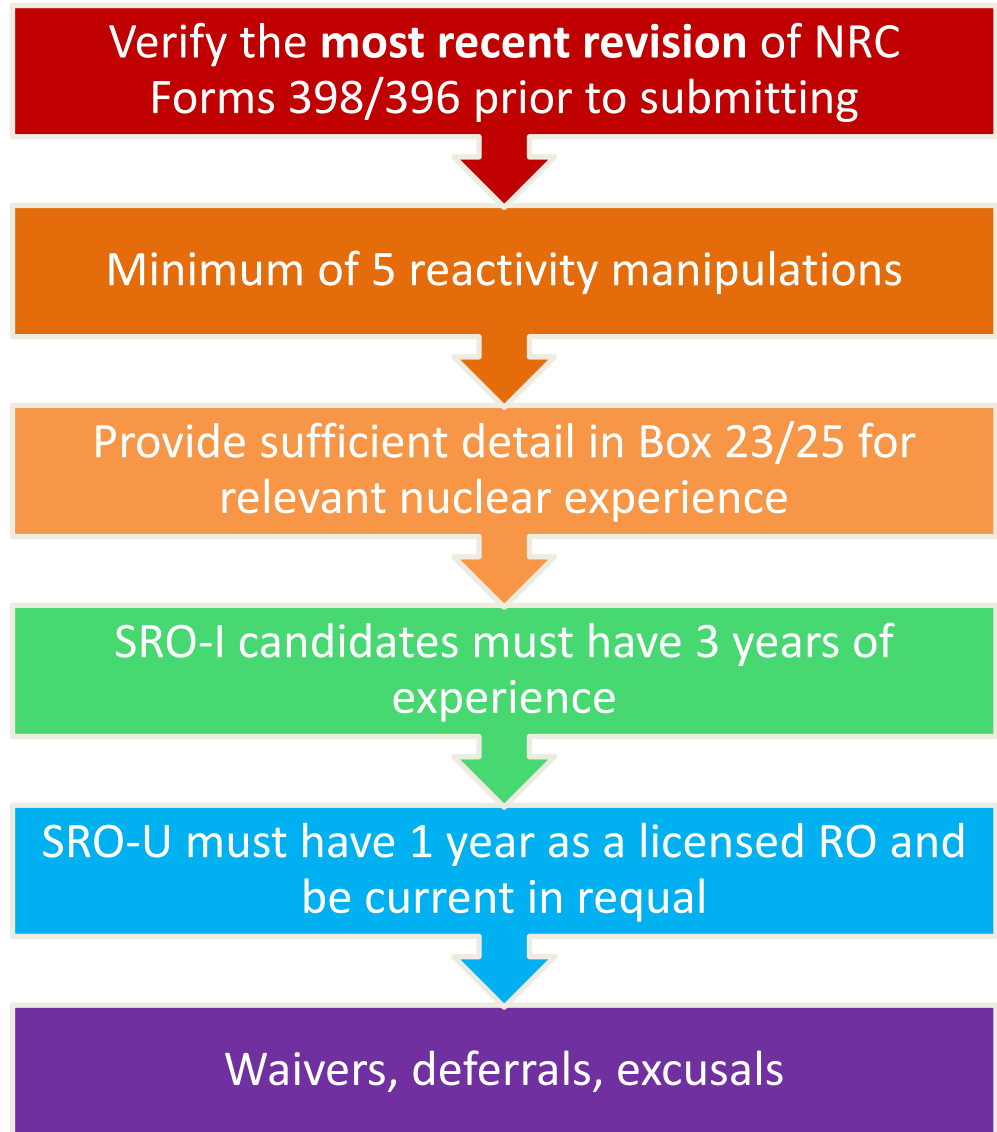 Verify the most recent revision of NRC
Forms 398/396 prior to submitting
Minimum of 5 reactivity manipulations
Provide sufficient detail in Box 23/25 for
relevant nuclear experience
SRO-I candidates must have 3 years of
experience
SRO-U must have 1 year as a licensed RO and
be current in requal
Waivers, deferrals, excusals